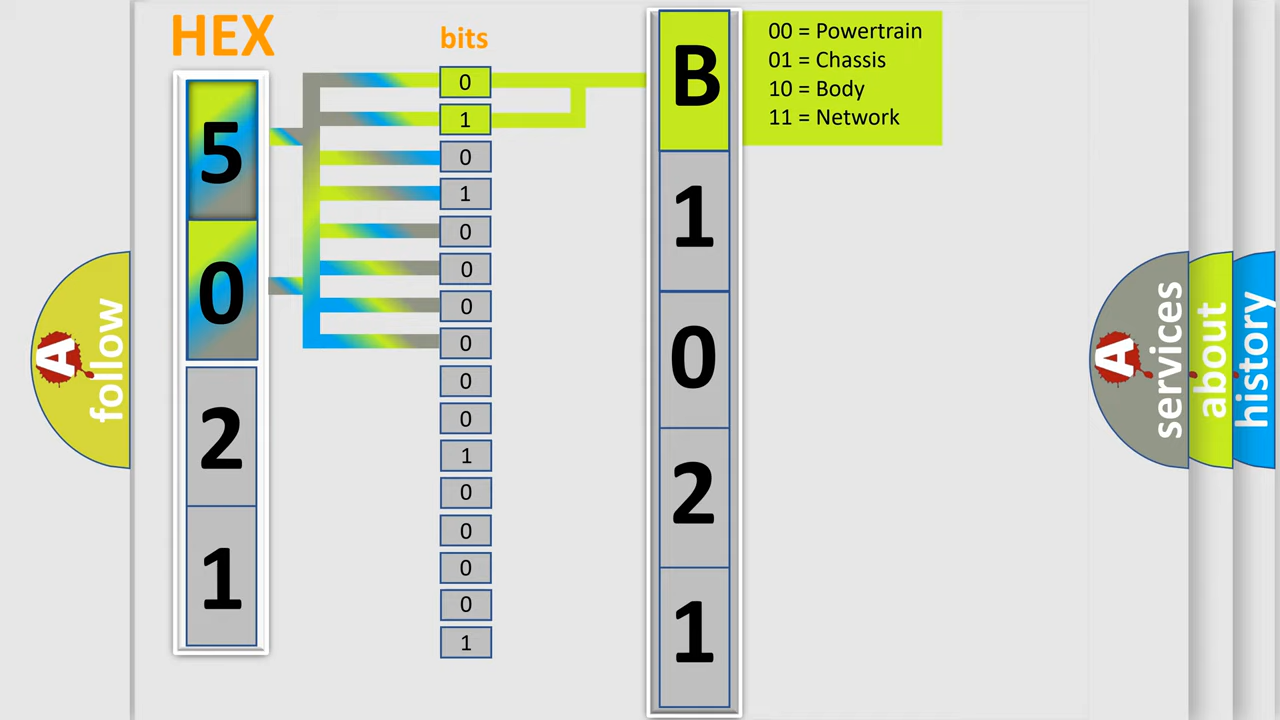 HEX
bits
5
0
2
1
0
1
0
1
0
0
0
0
0
0
1
0
0
0
0
1
B
1
0
2
1
00 = Powertrain
01 = Chassis
10 = Body
11 = Network
A
follow
A
services
about
history